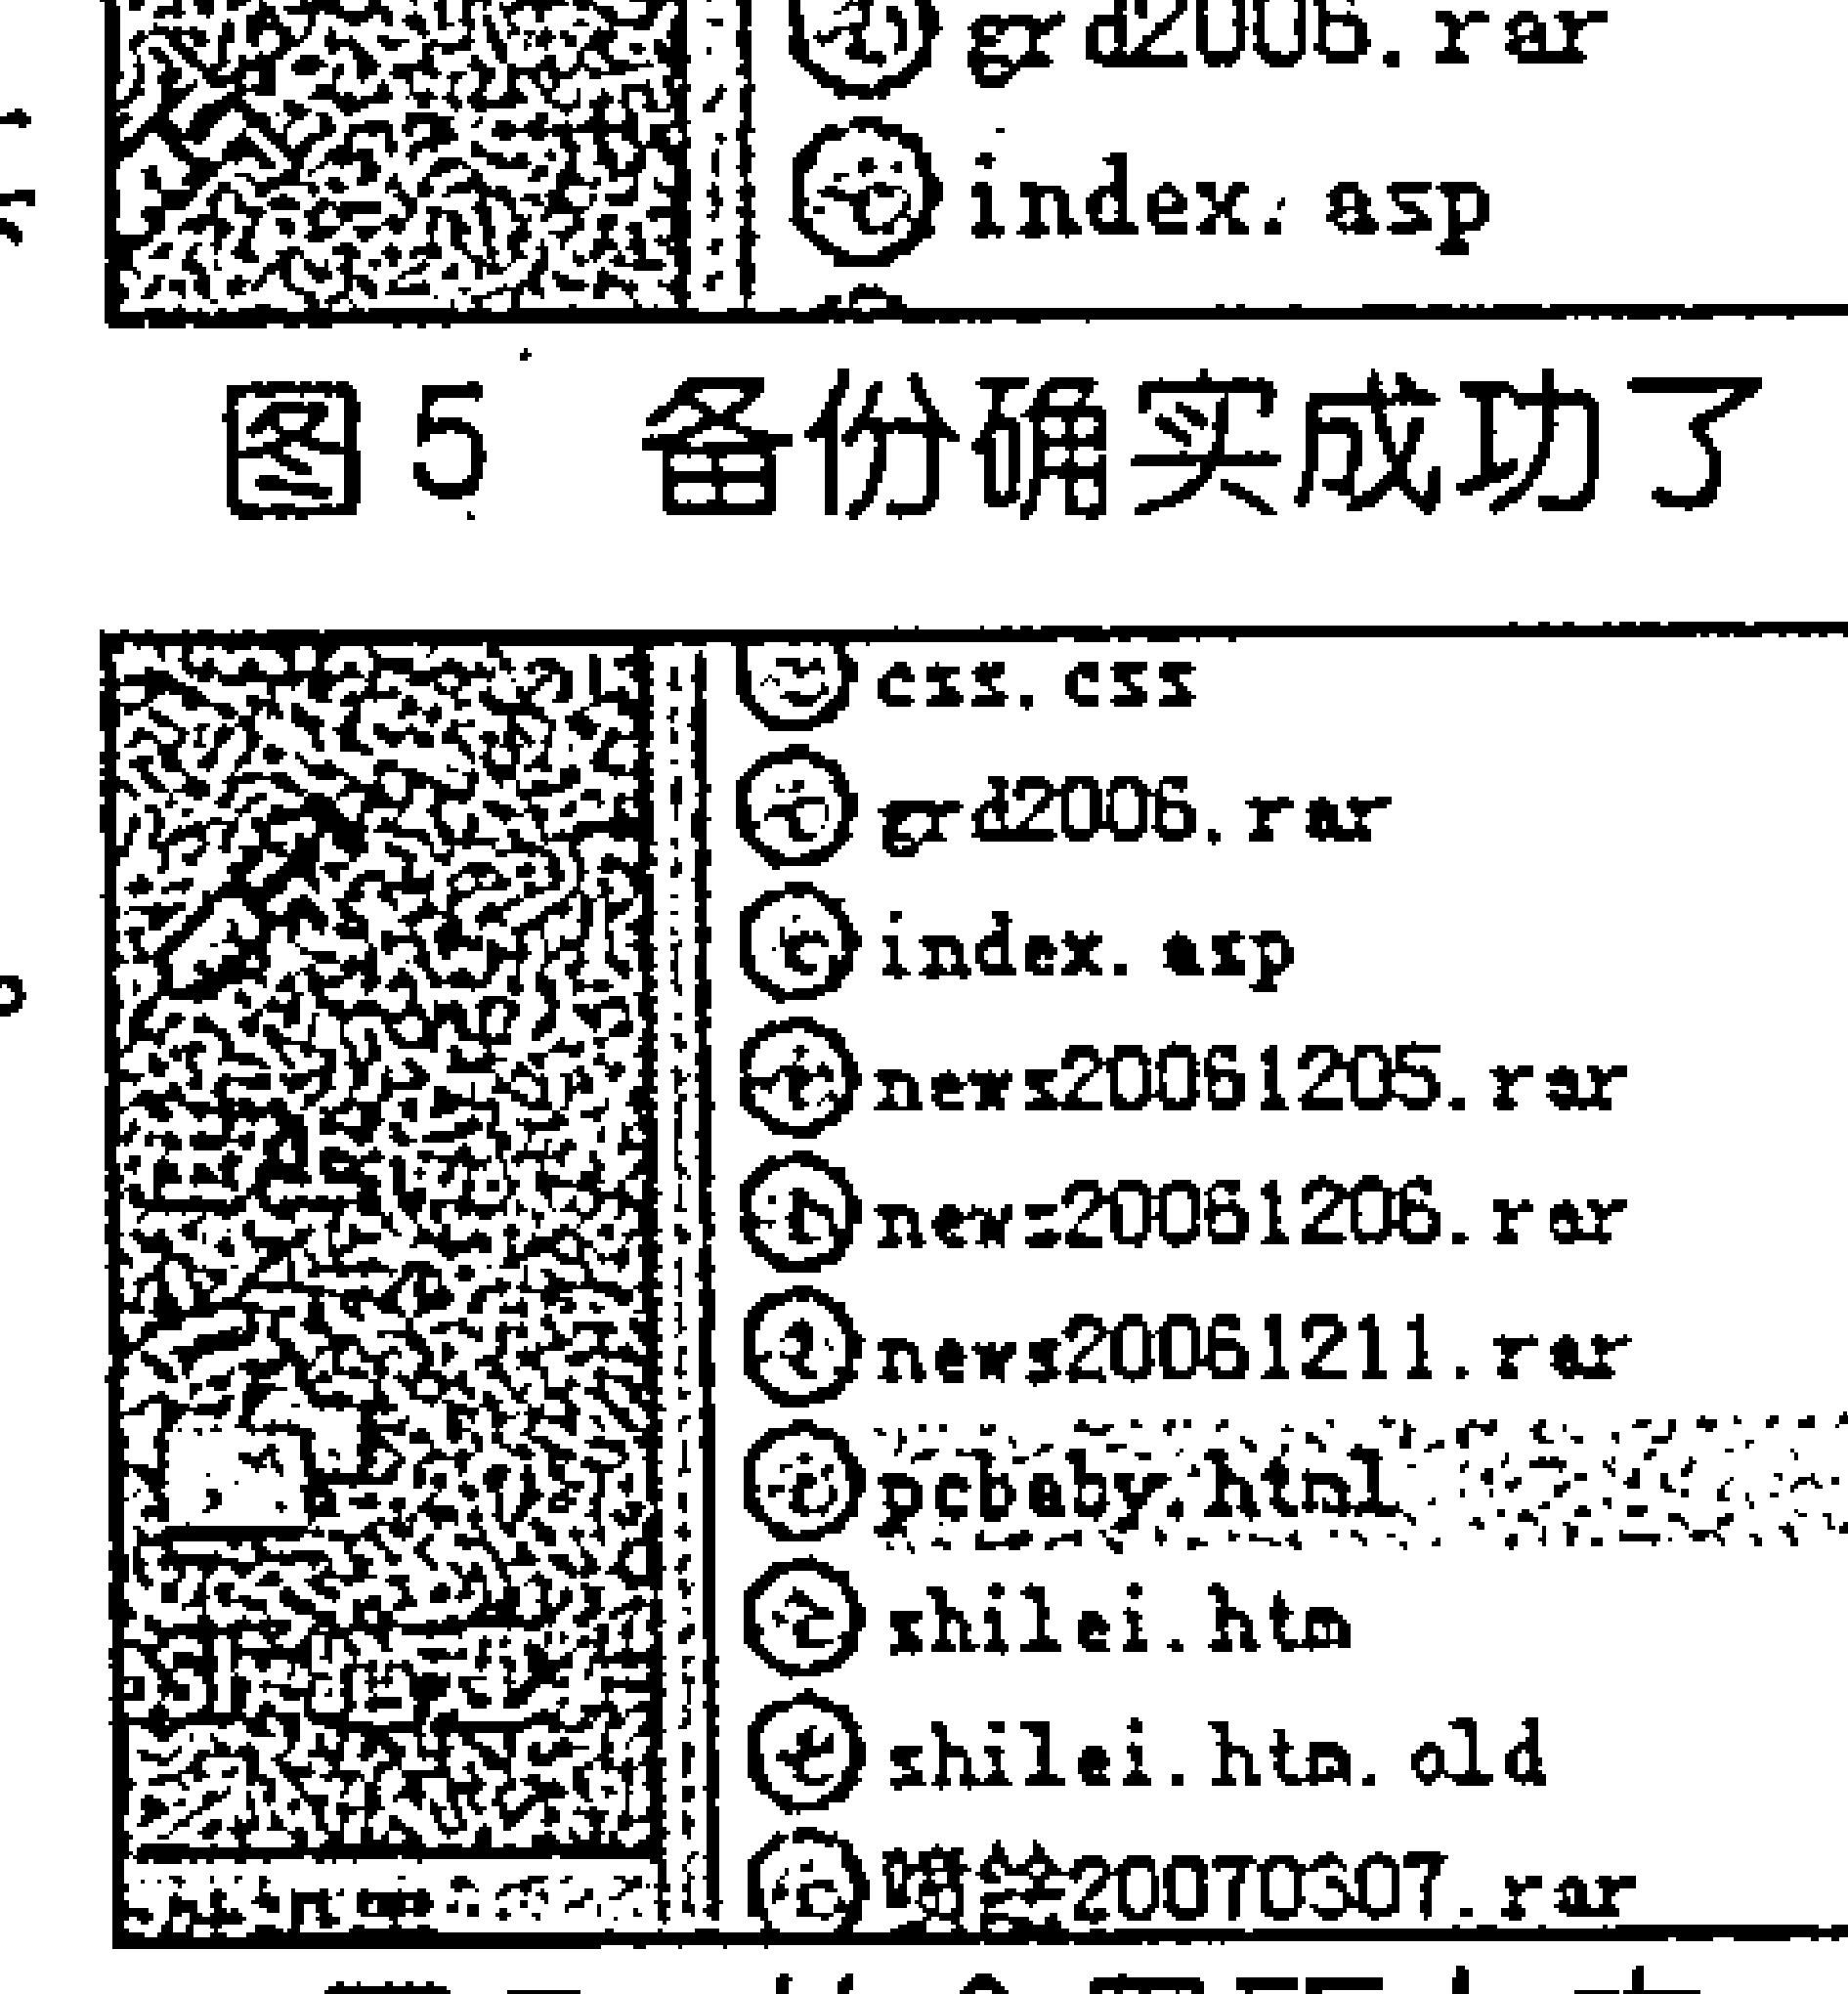 grd2006.rar
index.asp
图5 备份确实成功了
css.css
grd2006.rar
index.asp
news20061205.rar
news20061206.rar
news20061211.rar
pcbaby.html
shilei.htm
shilei.htm.old
20070307.rar